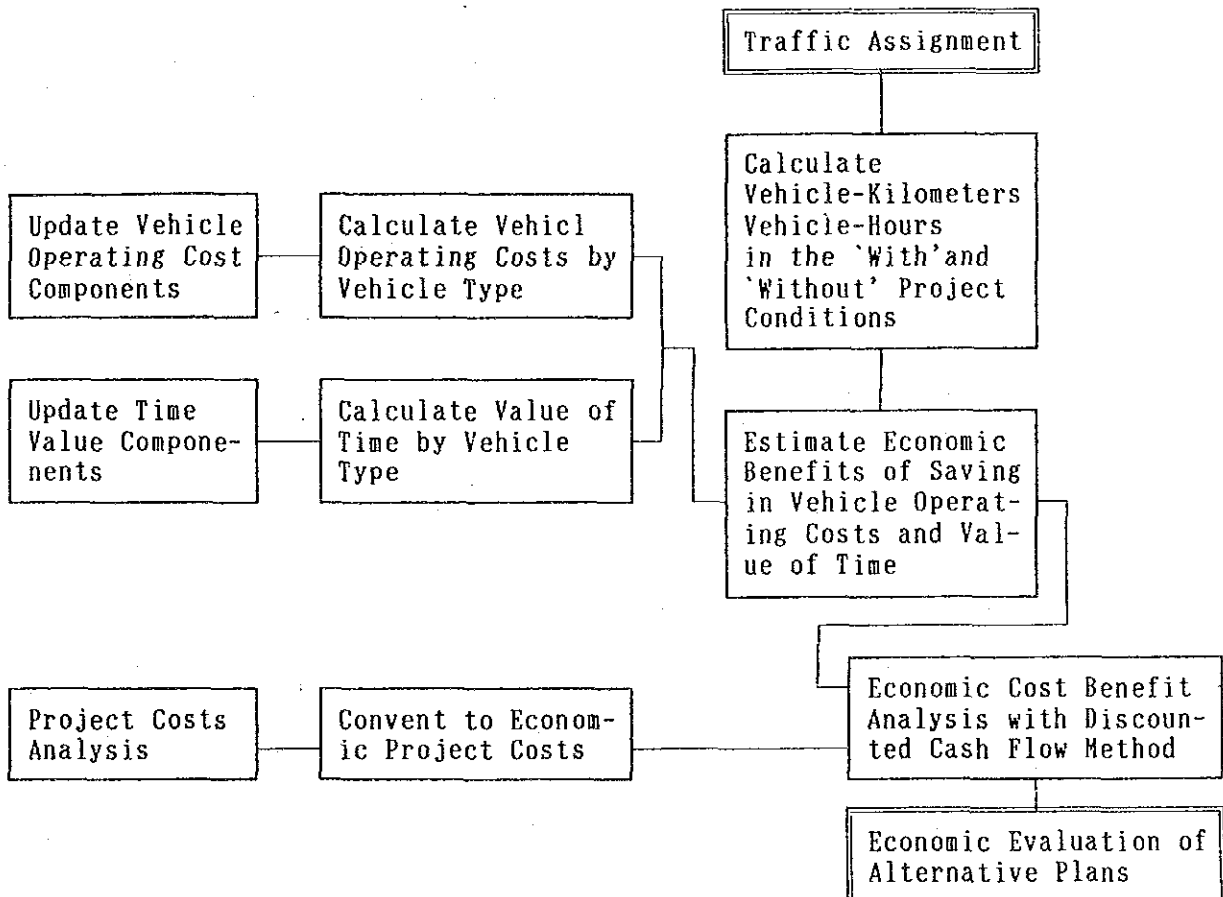 Traffic Assignment
Calculate
Vehicle-Kilometers
Vehicle-Hours
in the `With'and
`Without' Project
Conditions
Update Vehicle
Operating Cost
Components
Calculate Vehicl
Operating Costs by
Vehicle Type
Update Time
Value Compone-
nents
Calculate Value of
Time by Vehicle
Type
Estimate Economic
Benefits of Saving
in Vehicle Operat-
ing Costs and Val-
ue of Time
Project Costs
Analysis
Convent to Econom-
ic Project Costs
Economic Cost Benefit
Analysis with Discoun-
ted Cash Flow Method
Economic Evaluation of
Alternative Plans